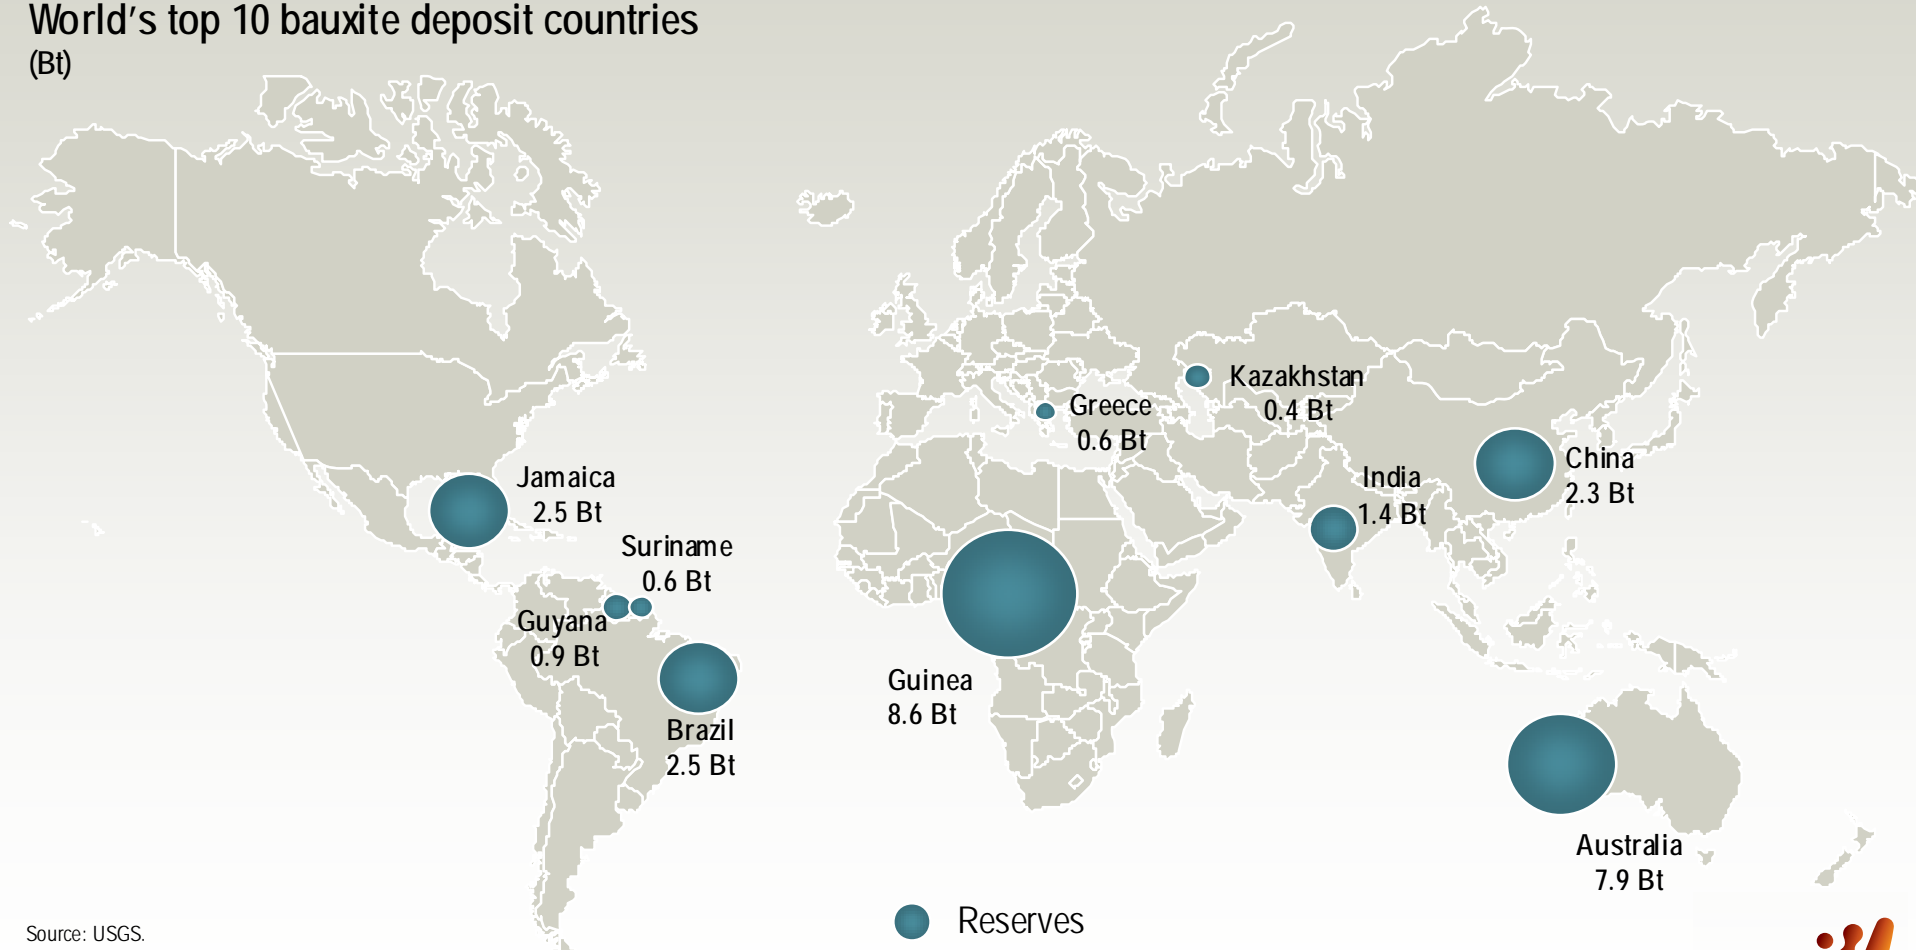 World's top 10 bauxite deposit countries
(Bt)
Kazakhstan
0.4 Bt
Greece
0.6 Bt
China
2.3 Bt
India
1.4 Bt
Jamaica
2.5 Bt
Suriname
0.6 Bt
Guyana
0.9 Bt
Guinea
8.6 Bt
Brazil
2.5 Bt
Australia
7.9 Bt
Reserves
Source: USGS.